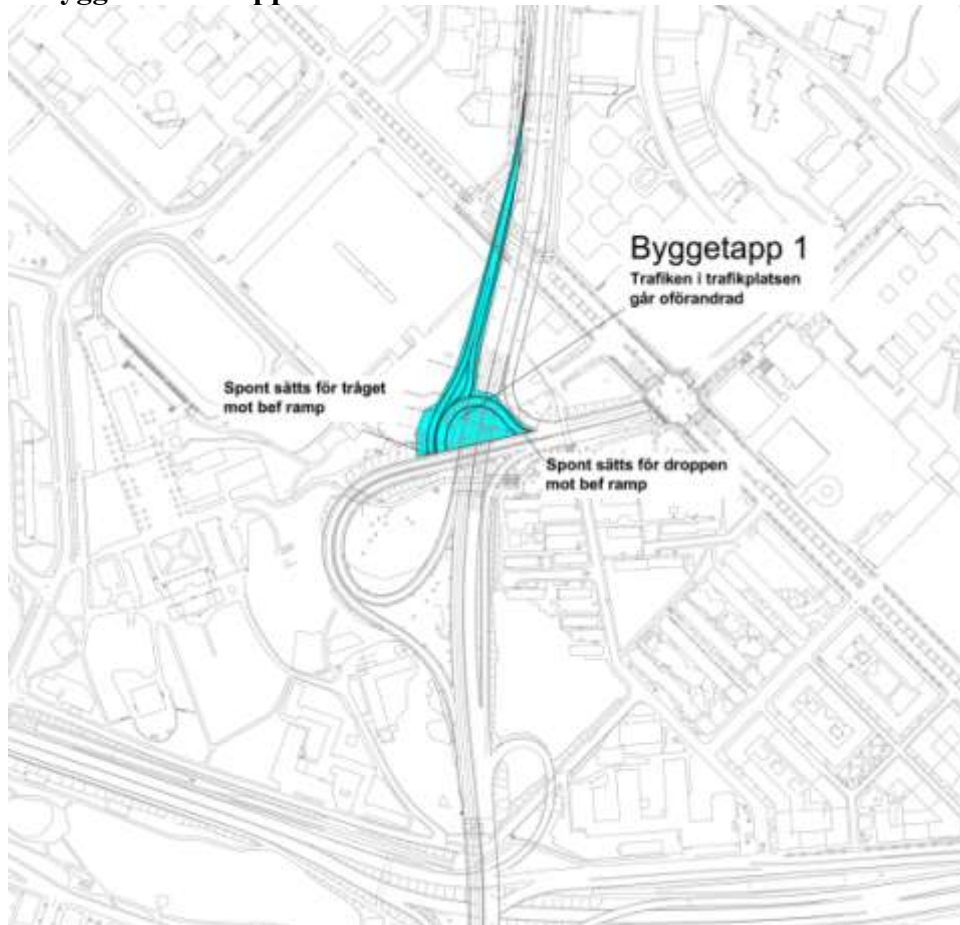 Byggetapp 1
Trafiken i trafikplatsen
går oförandrad
Spont sätts för tråget
mot bef ramp
Spont sätts för droppen
mot bef ramp